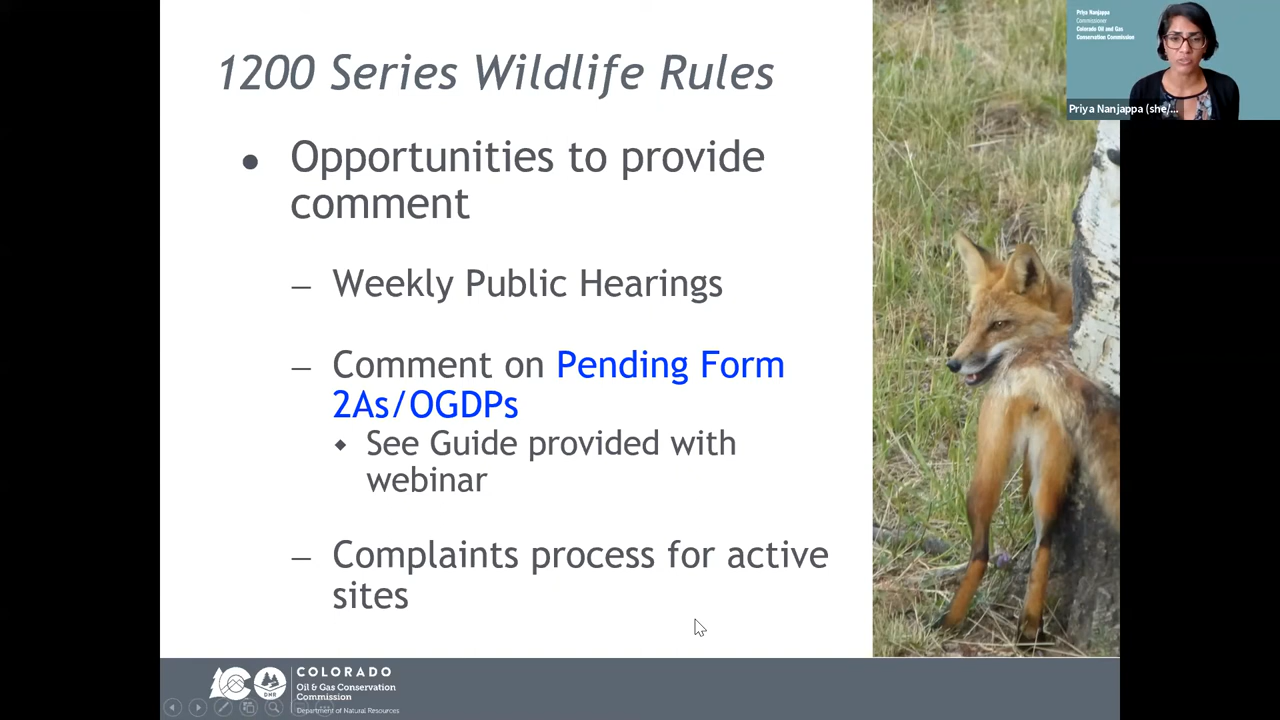 1200 Series Wildlife Rules
● Opportunities to provide
comment
– Weekly Public Hearings
– Comment on Pending Form
2As/OGDPs
◆ See Guide provided with
webinar
– Complaints process for active
sites
COLORADO
Oil & Gas Conservation
Commission
Department of Natural Resources
DNR
Priya Nanjappa
Commissioner
Colorado Oil and Gas
Conservation Commission
Priya Nanjappa (she/...